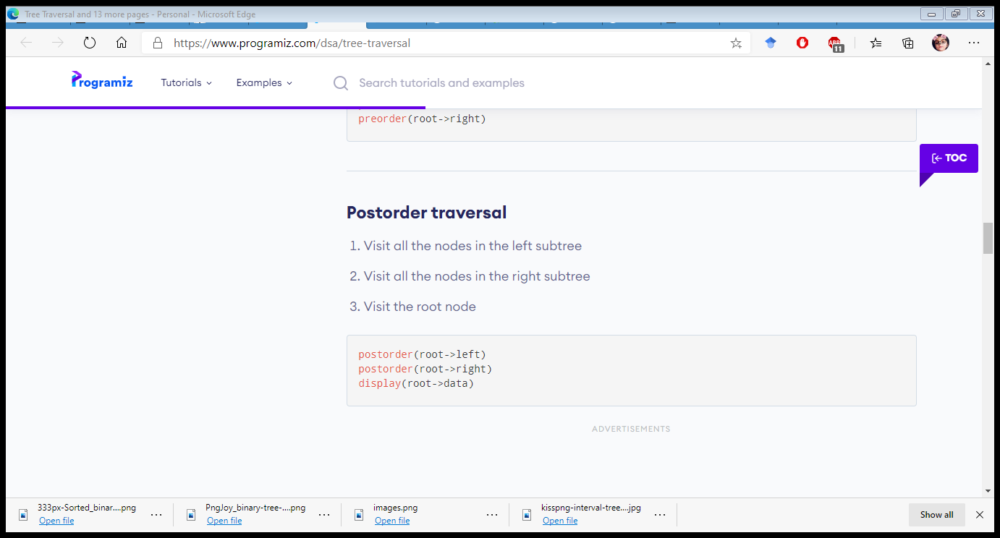 Tree Traversal and 13 more pages - Personal - Microsoft Edge
https://www.programiz.com/dsa/tree-traversal
11
Programiz
Tutorials
Examples
Search tutorials and examples
preorder(root->right)
TOC
Postorder traversal
1. Visit all the nodes in the left subtree
2. Visit all the nodes in the right subtree
3. Visit the root node
postorder(root->left)
postorder(root->right)
display(root->data)
ADVERTISEMENTS
333px-Sorted_binar....png
Open file
PngJoy_binary-tree-....png
Open file
images.png
Open file
kisspng-interval-tree....jpg
Open file
Show all